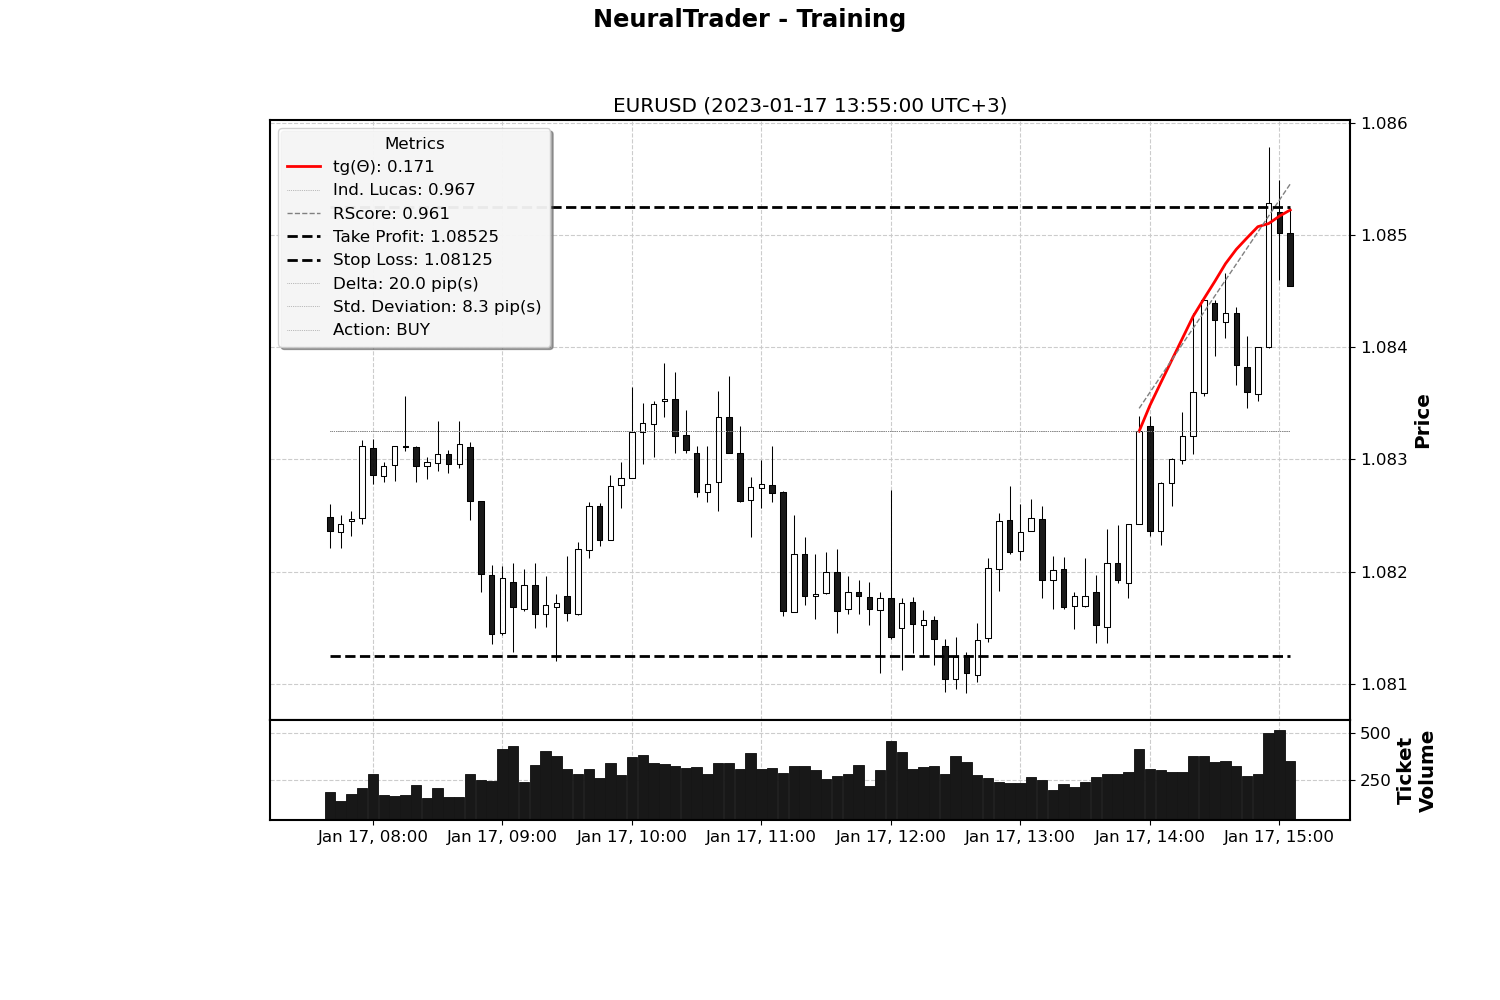 NeuralTrader - Training
EURUSD (2023-01-17 13:55:00 UTC+3)
Metrics
tg(Θ): 0.171
Ind. Lucas: 0.967
RScore: 0.961
Take Profit: 1.08525
Stop Loss: 1.08125
Delta: 20.0 pip(s)
Std. Deviation: 8.3 pip(s)
Action: BUY
1.086
1.085
1.084
1.083
1.082
1.081
Price
500
250
Ticket
Volume
Jan 17, 08:00
Jan 17, 09:00
Jan 17, 10:00
Jan 17, 11:00
Jan 17, 12:00
Jan 17, 13:00
Jan 17, 14:00
Jan 17, 15:00